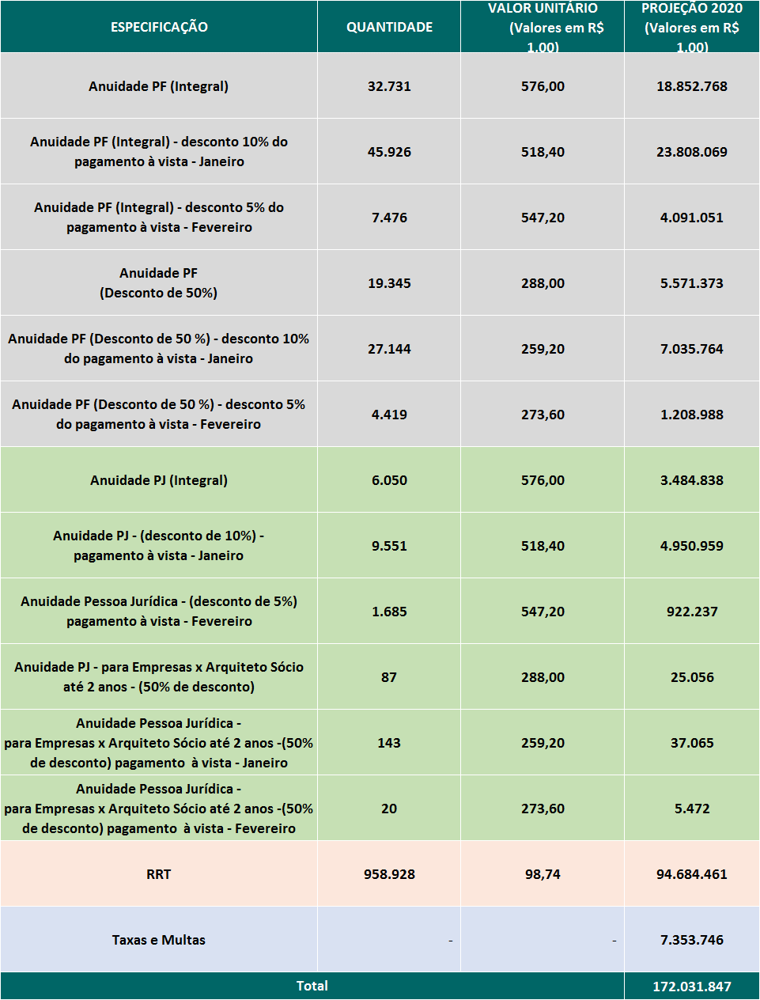 ESPECIFICAÇÃO
QUANTIDADE
VALOR UNITÁRIO
(Valores em R$
1,00)
PROJEÇÃO 2020
(Valores em R$
1,00)
Anuidade PF (Integral)
32.731
576,00
18.852.768
Anuidade PF (Integral) - desconto 10% do
pagamento à vista - Janeiro
45.926
518,40
23.808.069
Anuidade PF (Integral) - desconto 5% do
pagamento à vista - Fevereiro
7.476
547,20
4.091.051
Anuidade PF
(Desconto de 50%)
19.345
288,00
5.571.373
Anuidade PF (Desconto de 50 %) - desconto 10%
do pagamento à vista - Janeiro
27.144
259,20
7.035.764
Anuidade PF (Desconto de 50 %) - desconto 5%
do pagamento à vista - Fevereiro
4.419
273,60
1.208.988
Anuidade PJ (Integral)
6.050
576,00
3.484.838
Anuidade PJ - (desconto de 10%) -
pagamento à vista - Janeiro
9.551
518,40
4.950.959
Anuidade Pessoa Jurídica - (desconto de 5%)
pagamento à vista - Fevereiro
1.685
547,20
922.237
Anuidade PJ - para Empresas x Arquiteto Sócio
até 2 anos - (50% de desconto)
87
288,00
25.056
Anuidade Pessoa Jurídica -
para Empresas x Arquiteto Sócio até 2 anos -(50%
de desconto) pagamento  à vista - Janeiro
143
259,20
37.065
Anuidade Pessoa Jurídica -
para Empresas x Arquiteto Sócio até 2 anos -(50%
de desconto) pagamento  à vista - Fevereiro
20
273,60
5.472
RRT
958.928
98,74
94.684.461
Taxas e Multas
-
-
7.353.746
Total
172.031.847